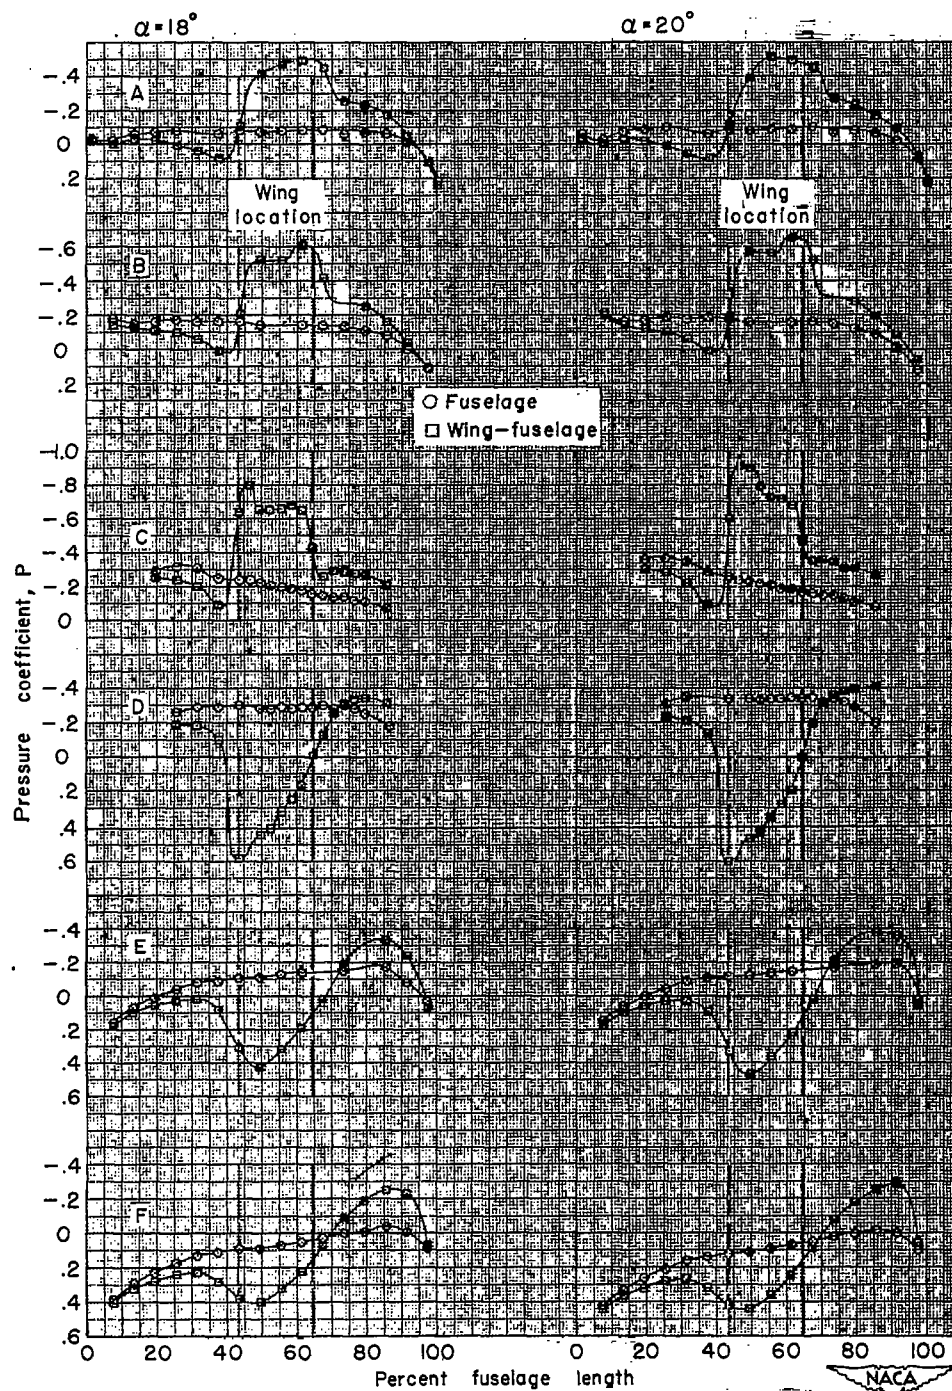 α=18° α=20°
A
-.4
-.2
0
.2
Wing location
Wing location
B
-.6
-.4
-.2
0
.2
○ Fuselage
□ Wing-fuselage
C
-1.0
-.8
-.6
-.4
-.2
0
D
-.4
-.2
0
.2
.4
.6
Pressure coefficient, P
E
-.4
-.2
0
.2
.4
.6
F
-.4
-.2
0
.2
.4
.6
0 20 40 60 80 100 0 20 40 60 80 100
Percent fuselage length
NACA